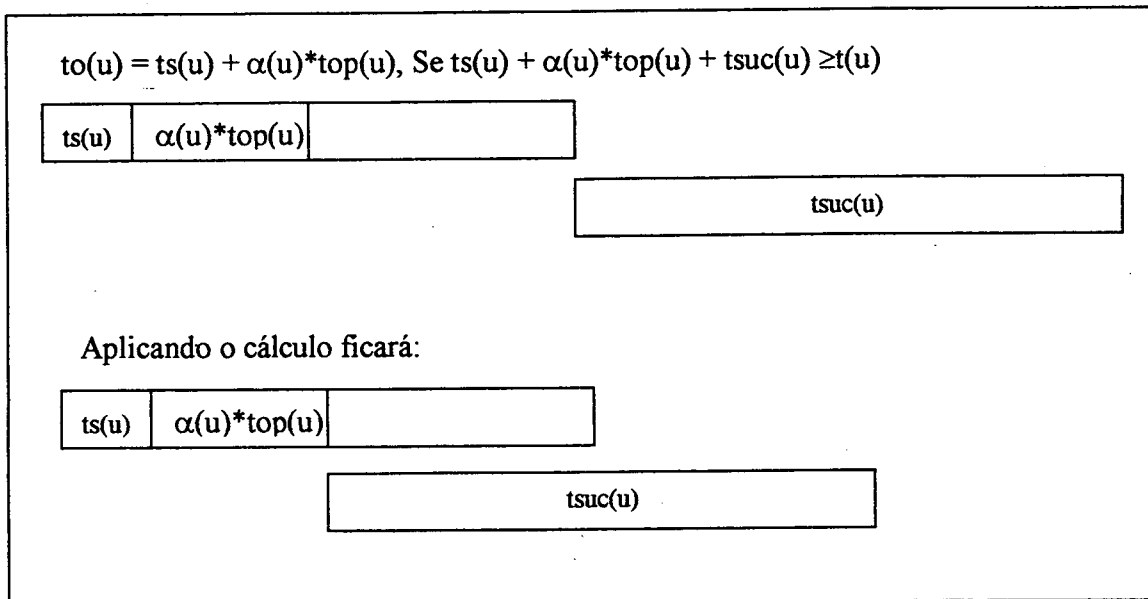 to(u) = ts(u) + α(u)*top(u), Se ts(u) + α(u)*top(u) + tsuc(u) ≥t(u)
ts(u) α(u)*top(u)
tsuc(u)
Aplicando o cálculo ficará:
ts(u) α(u)*top(u)
tsuc(u)